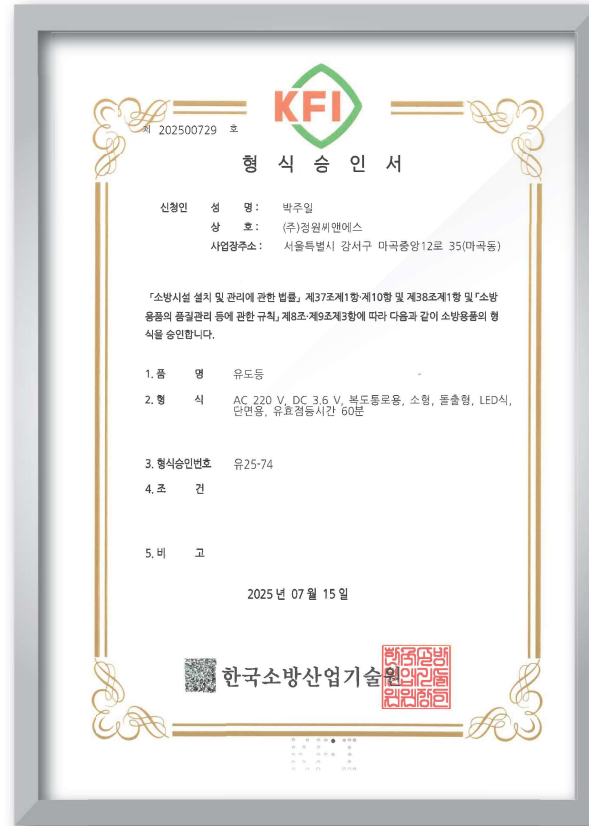 KFI
제 202500729 호
형 식 승 인 서
신청인 성 명 : 박주일
상 호 : (주)정원씨앤에스
사업장주소 : 서울특별시 강서구 마곡중앙12로 35(마곡동)
「소방시설 설치 및 관리에 관한 법률」 제37조제1항·제10항 및 제38조제1항 및 「소방
용품의 품질관리 등에 관한 규칙」 제8조·제9조제3항에 따라 다음과 같이 소방용품의 형
식을 승인합니다.
1. 품 명 유도등
2. 형 식 AC 220 V, DC 3.6 V, 복도통로용, 소형, 돌출형, LED식,
단면용, 유효점등시간 60분
3. 형식승인번호 유25-74
4. 조 건
5. 비 고
2025 년 07 월 15 일
한국소방산업기술원
KFI